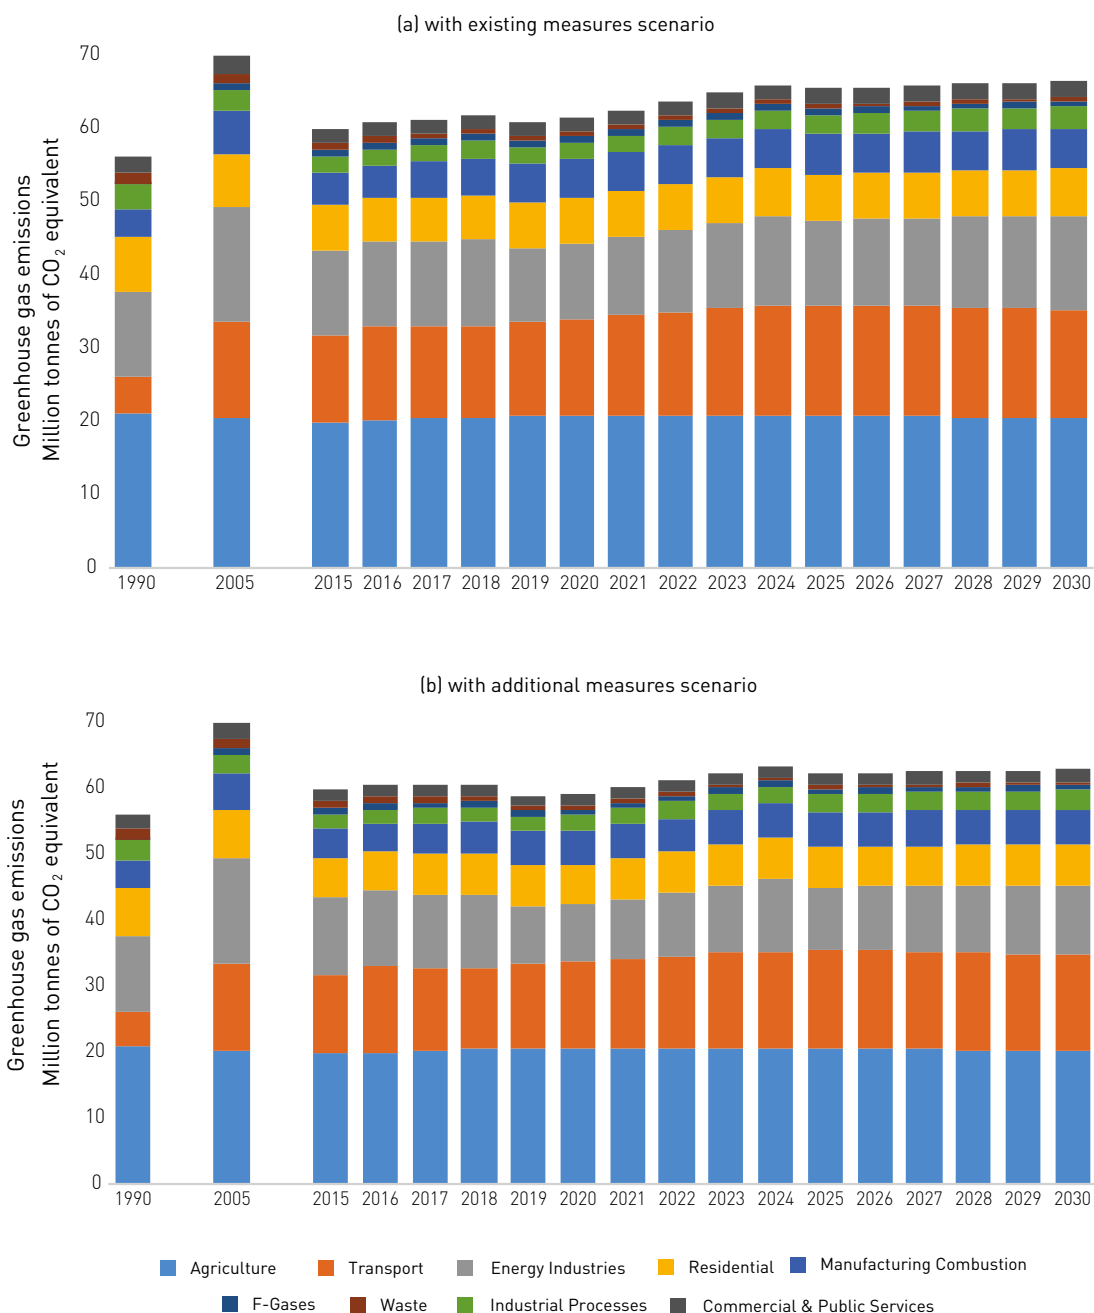 (a) with existing measures scenario
Greenhouse gas emissions
Million tonnes of CO2 equivalent
70
60
50
40
30
20
10
0
1990 2005 2015 2016 2017 2018 2019 2020 2021 2022 2023 2024 2025 2026 2027 2028 2029 2030
(b) with additional measures scenario
Greenhouse gas emissions
Million tonnes of CO2 equivalent
70
60
50
40
30
20
10
0
1990 2005 2015 2016 2017 2018 2019 2020 2021 2022 2023 2024 2025 2026 2027 2028 2029 2030
Agriculture Transport Energy Industries Residential Manufacturing Combustion
F-Gases Waste Industrial Processes Commercial & Public Services